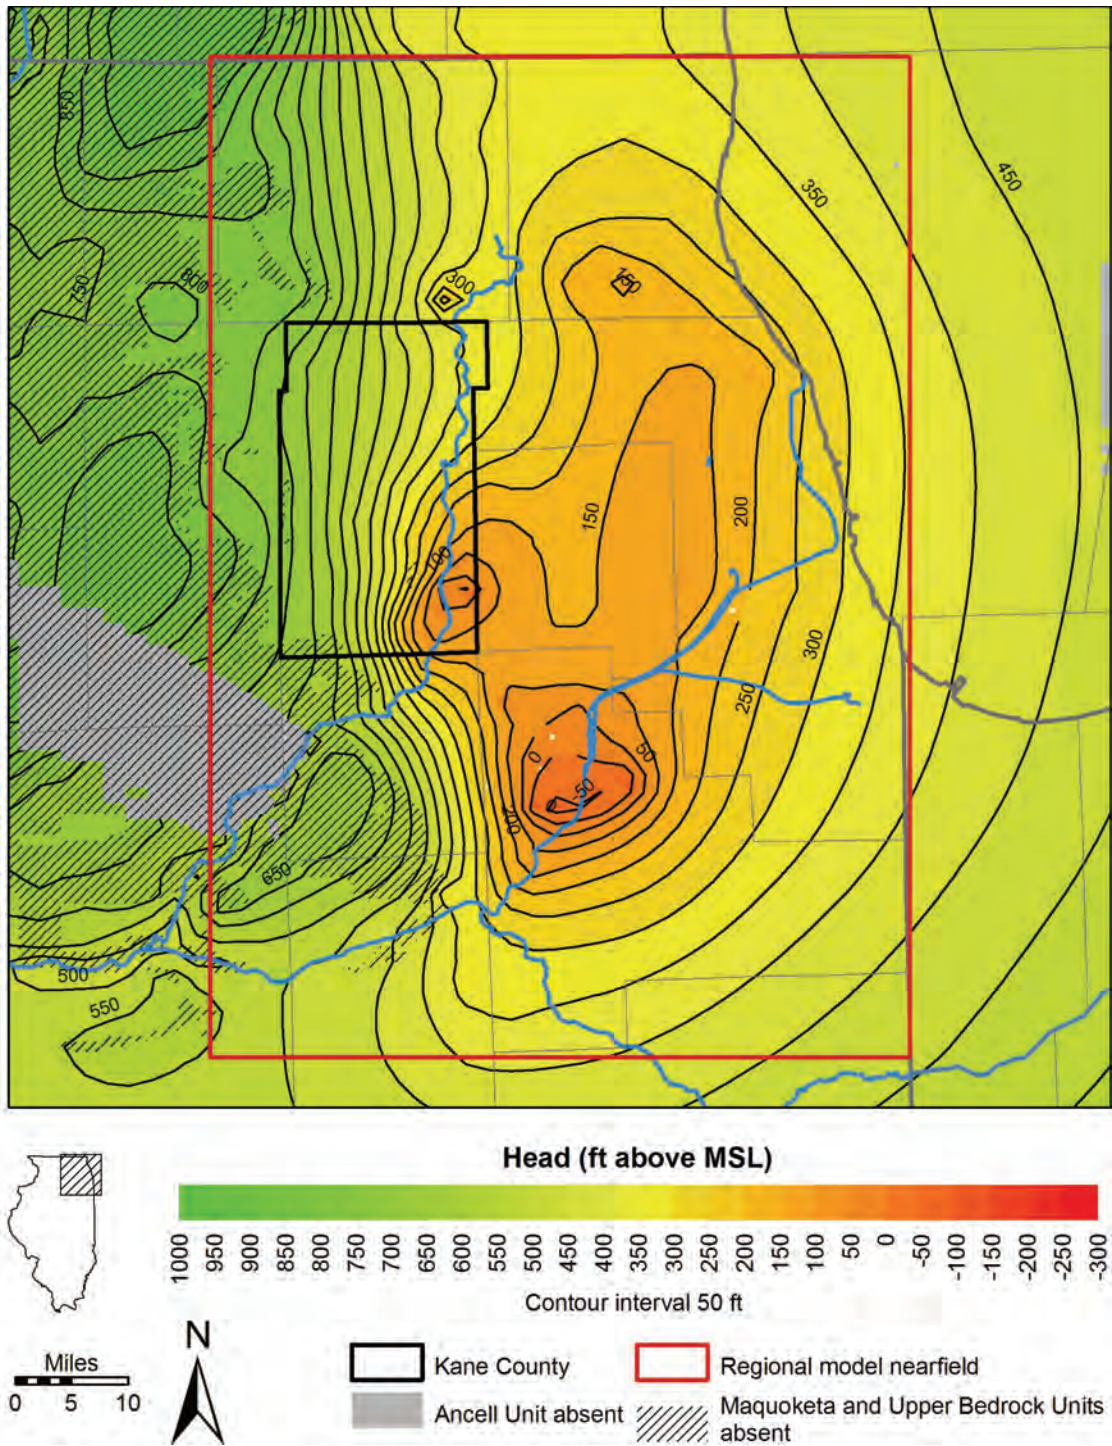 850
450
350
750
800
300
150
150
200
100
300
250
0
50
-50
200
650
500
550
Head (ft above MSL)
1000 950 900 850 800 750 700 650 600 550 500 450 400 350 300 250 200 150 100 50 0 -50 -100 -150 -200 -250 -300
Contour interval 50 ft
N
Miles
0 5 10
Kane County
Regional model nearfield
Ancell Unit absent
Maquoketa and Upper Bedrock Units
absent